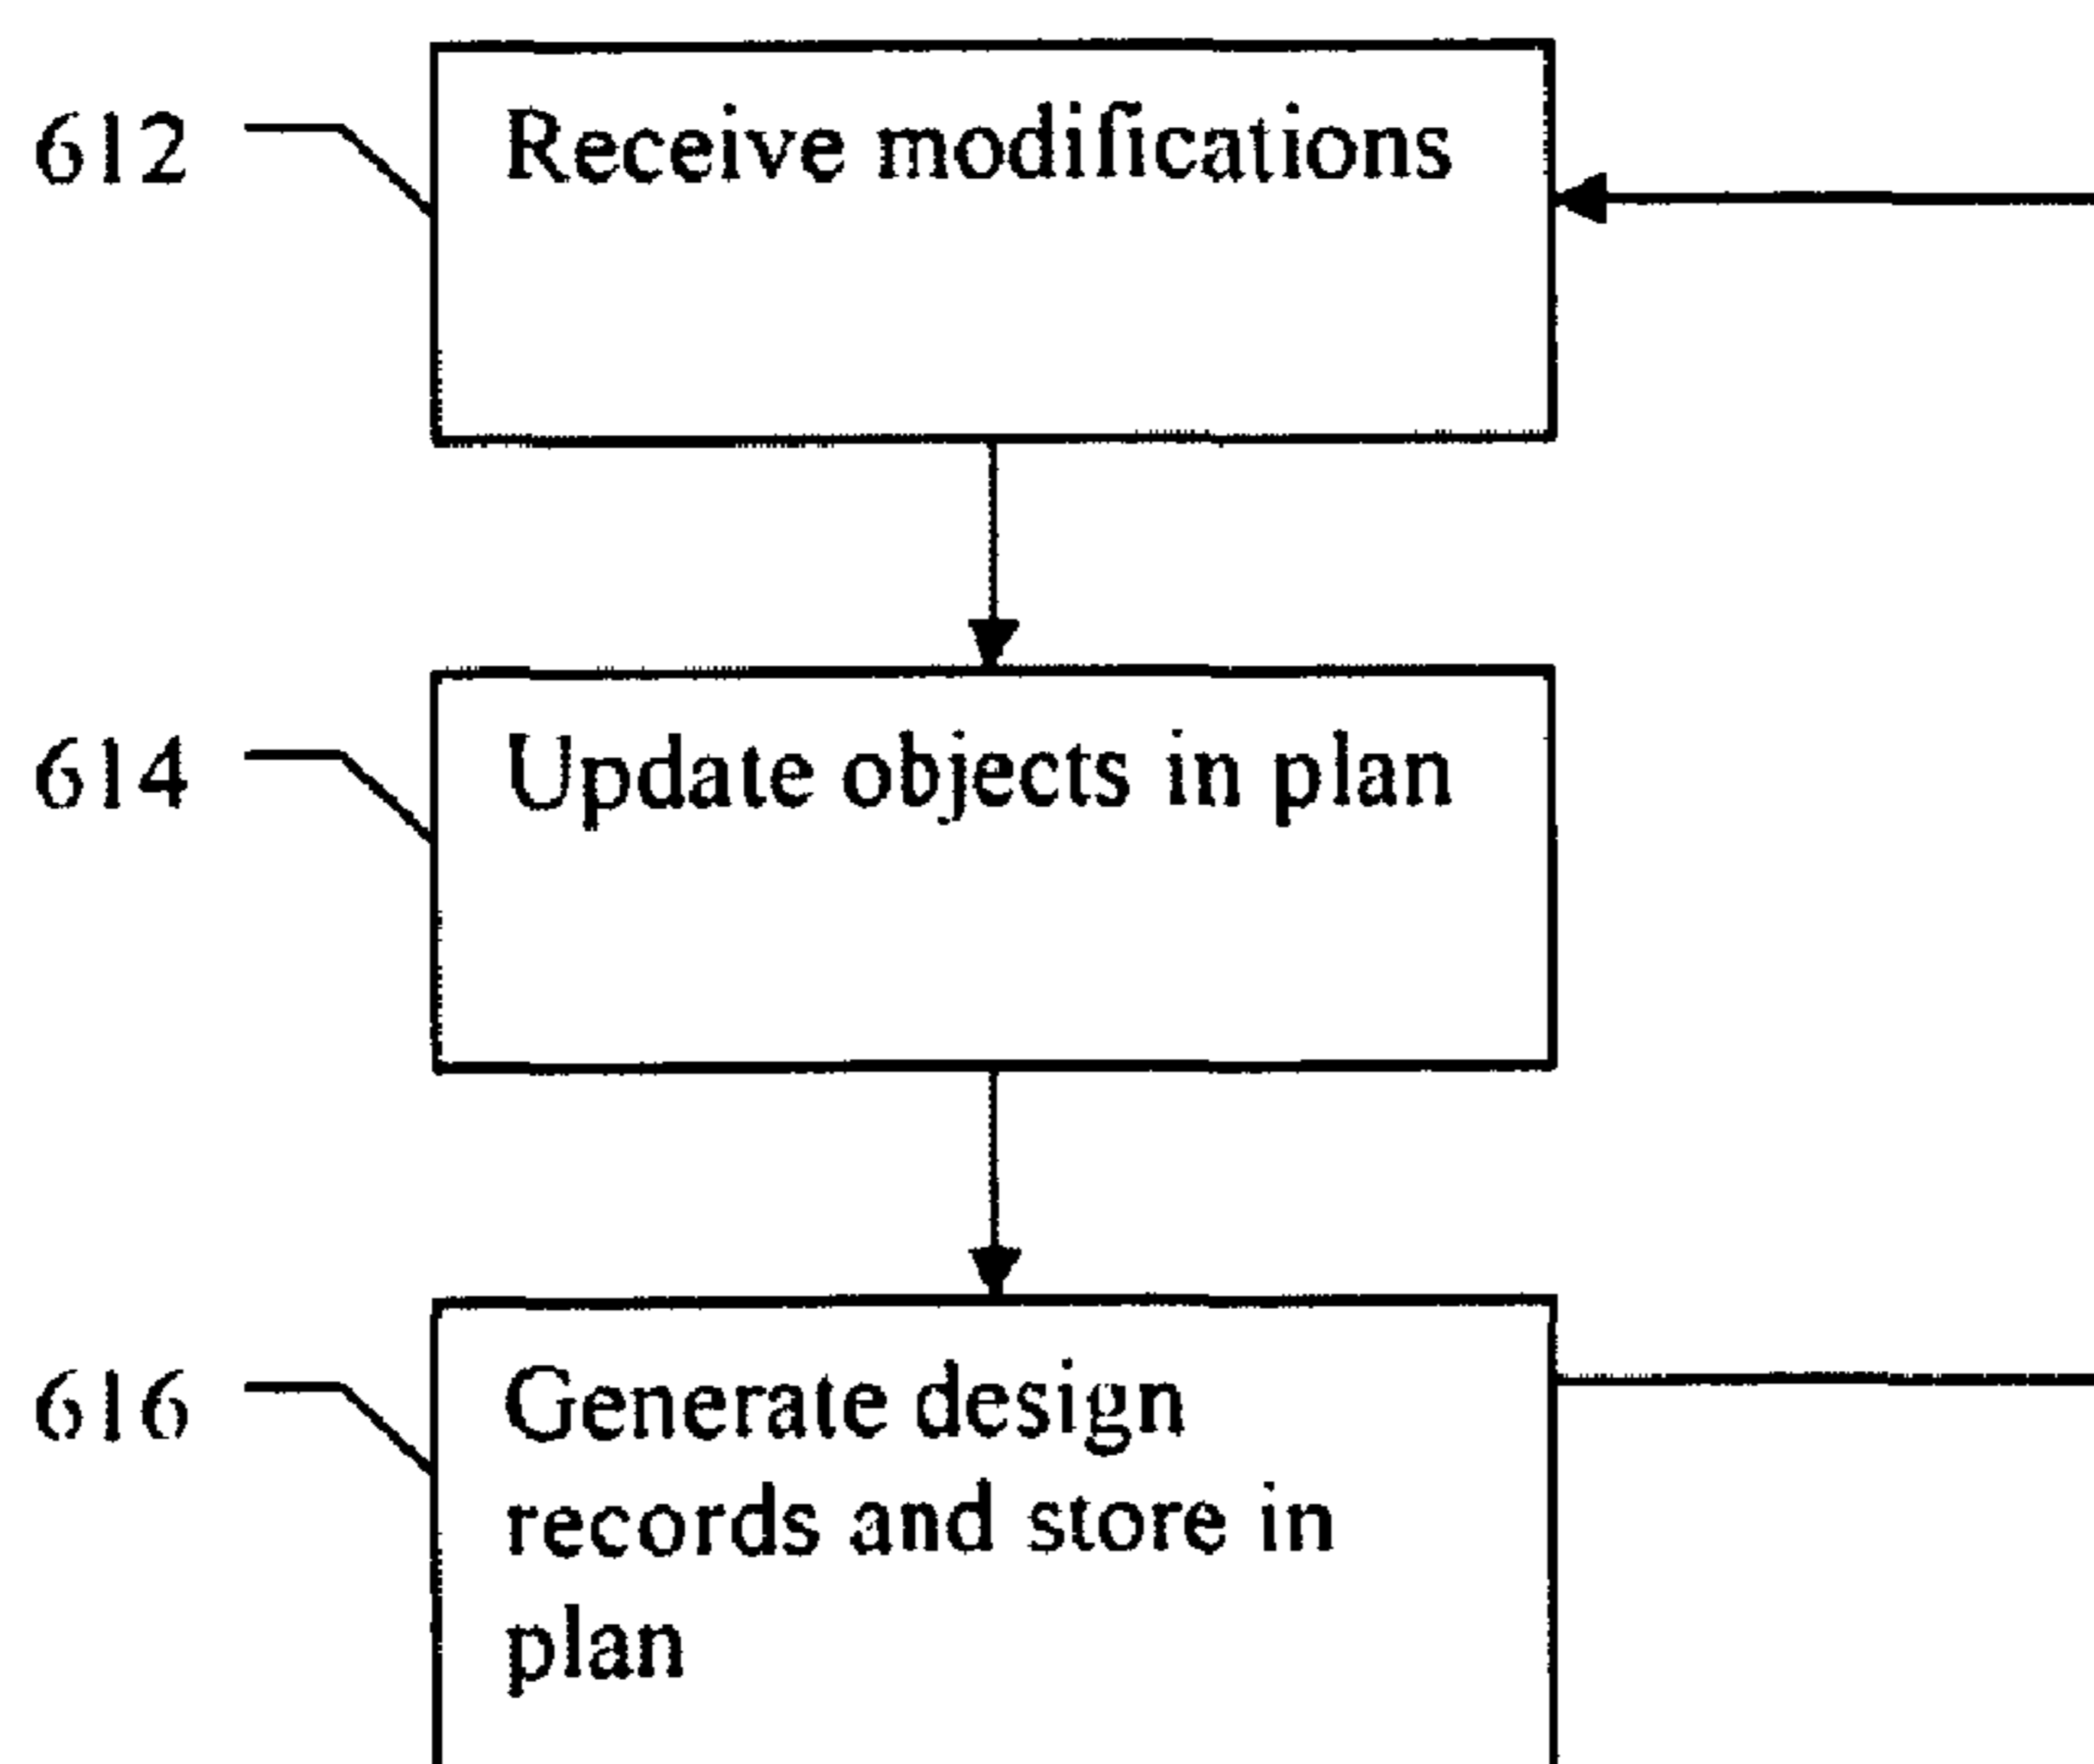 612
Receive modifications
614
Update objects in plan
616
Generate design
records and store in
plan